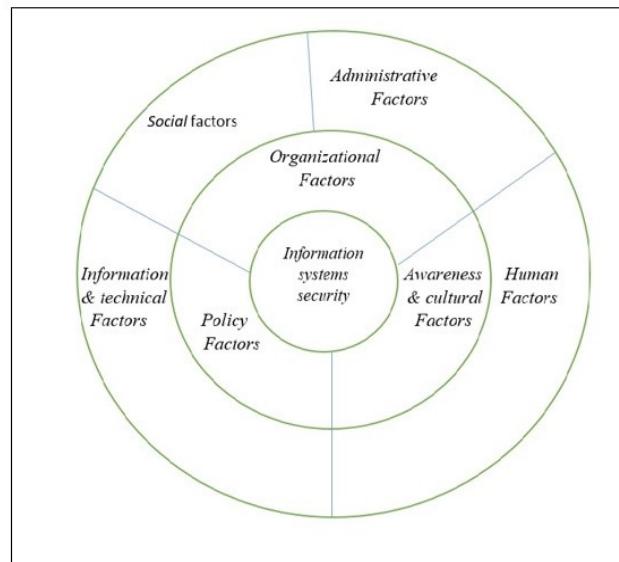 Administrative
Factors
Social factors
Organizational
Factors
Information
systems
security
Information
& technical
Factors
Policy
Factors
Awareness
& cultural
Factors
Human
Factors